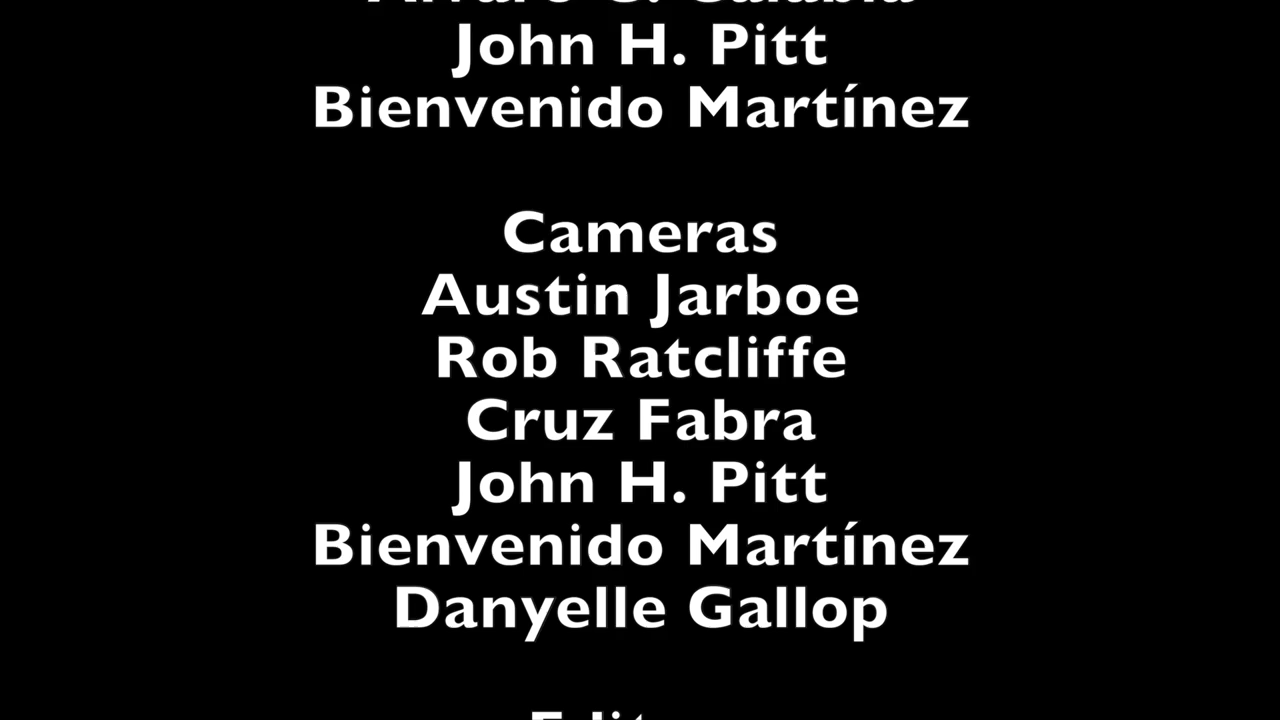 John H. Pitt
Bienvenido Martínez
Cameras
Austin Jarboe
Rob Ratcliffe
Cruz Fabra
John H. Pitt
Bienvenido Martínez
Danyelle Gallop